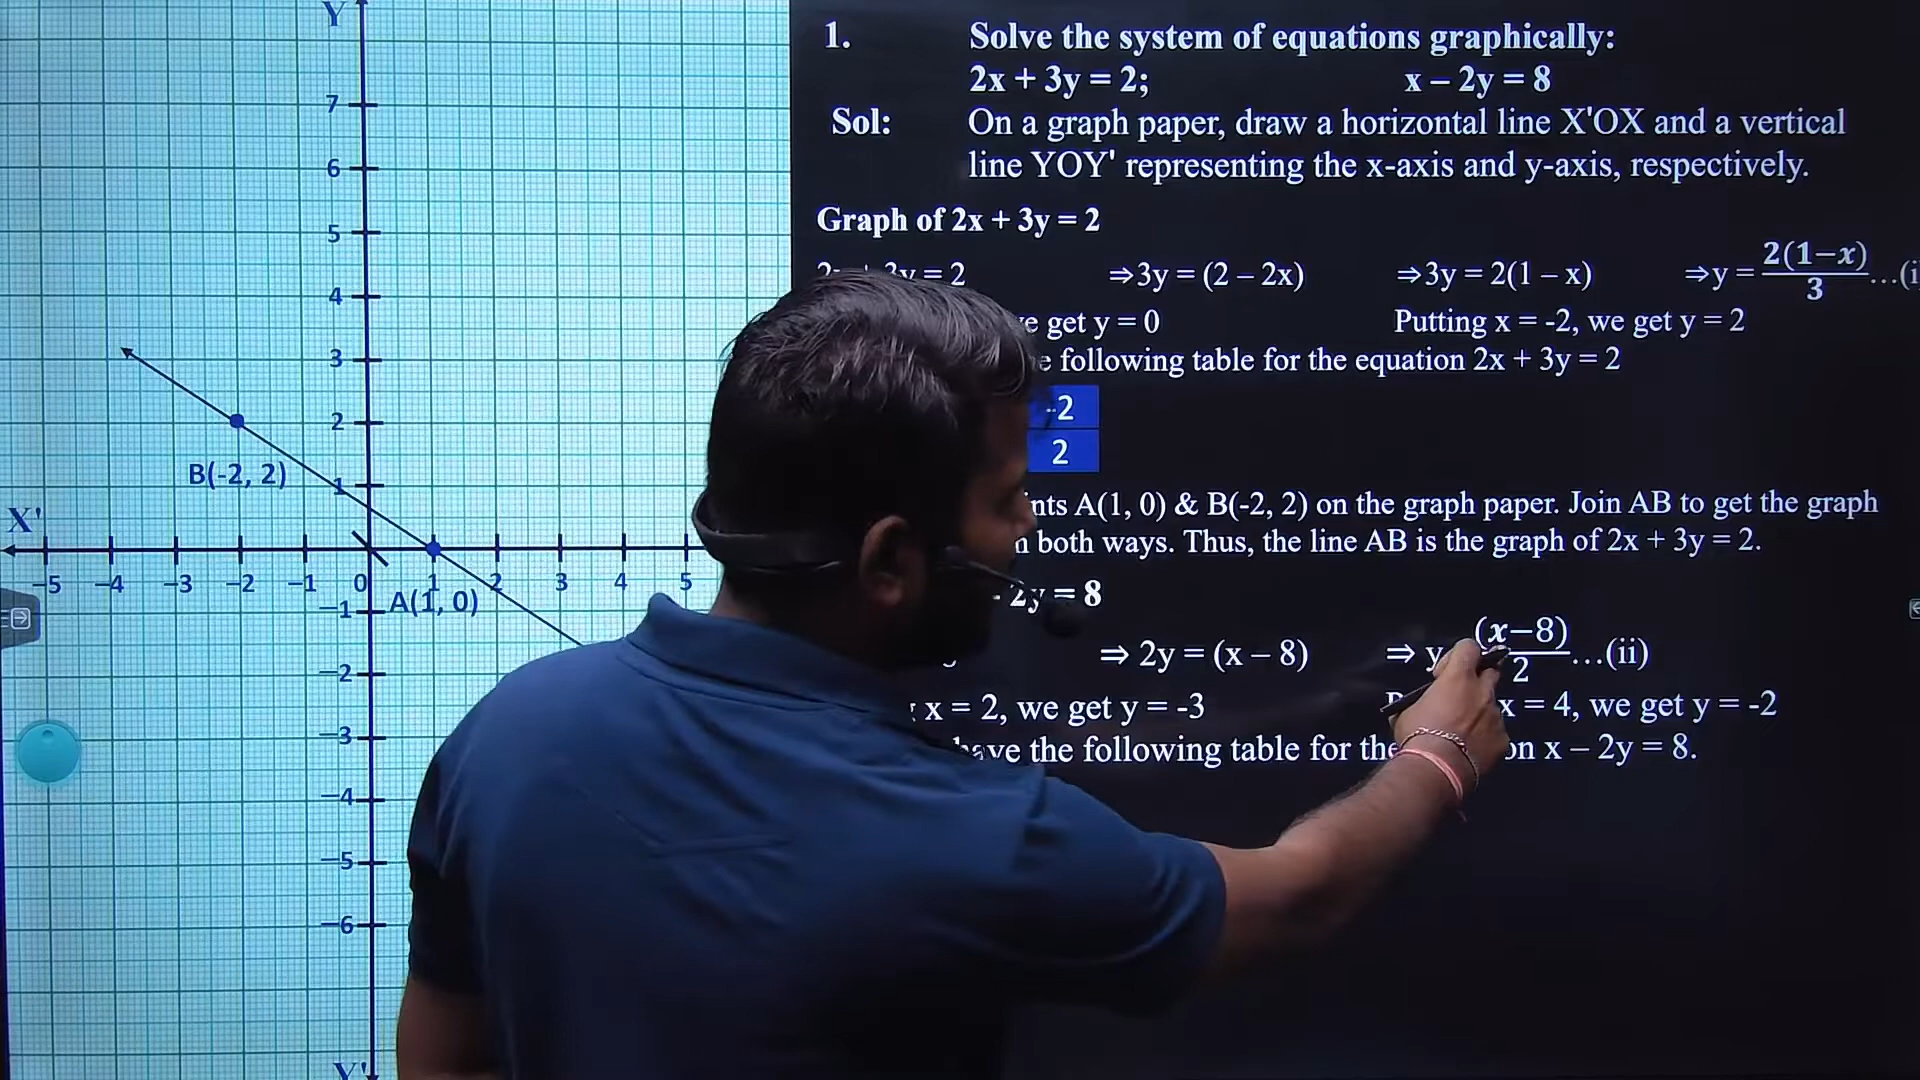 Y
7
6
5
4
3
2
1
B(-2, 2)
X'
-5 -4 -3 -2 -1 0 1 2 3 4 5
A(1, 0)
-1
-2
-3
-4
-5
-6
Y'
1. Solve the system of equations graphically:
2x + 3y = 2; x – 2y = 8
Sol: On a graph paper, draw a horizontal line X'OX and a vertical
line YOY' representing the x-axis and y-axis, respectively.
Graph of 2x + 3y = 2
2x + 3y = 2 ⇒3y = (2 – 2x) ⇒3y = 2(1 – x) ⇒y = 2(1−x)/3 ...(i
get y = 0 Putting x = -2, we get y = 2
following table for the equation 2x + 3y = 2
-2
2
A(1, 0) & B(-2, 2) on the graph paper. Join AB to get the graph
both ways. Thus, the line AB is the graph of 2x + 3y = 2.
2y = 8
⇒ 2y = (x – 8) ⇒ y (x−8)/2 ...(ii)
x = 2, we get y = -3 x = 4, we get y = -2
have the following table for the x – 2y = 8.